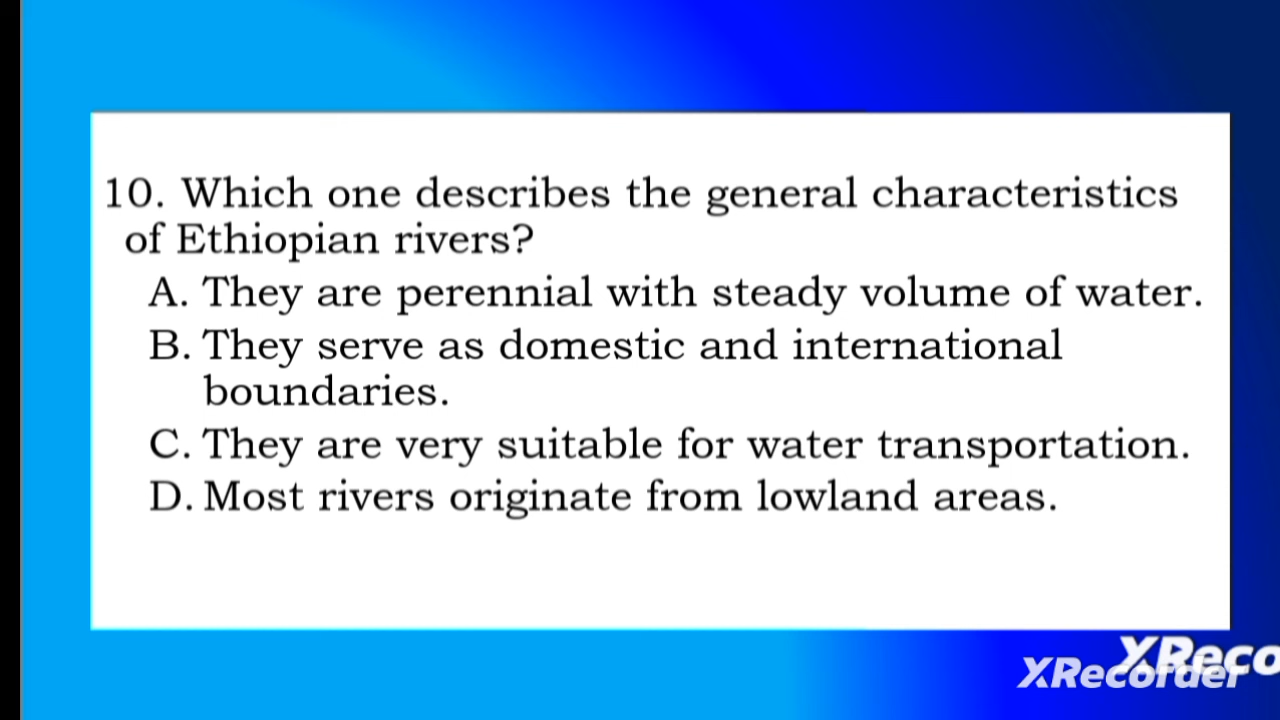 10. Which one describes the general characteristics
of Ethiopian rivers?
A. They are perennial with steady volume of water.
B. They serve as domestic and international
boundaries.
C. They are very suitable for water transportation.
D. Most rivers originate from lowland areas.
XReco
XRecorder